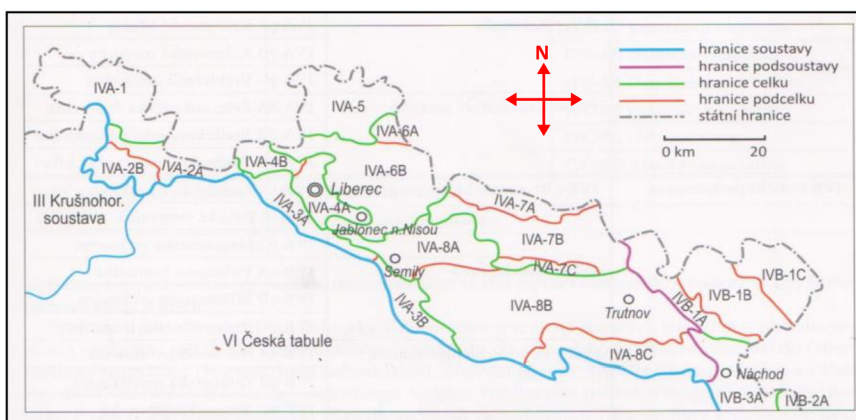 N
hranice soustavy
hranice podsoustavy
hranice celku
hranice podcelku
státní hranice
0 km 20
IVA-1
IVA-5
IVA-6A
IVA-2B
IVA-2A
IVA-4B
IVA-6B
III Krušnohor.
soustava
Liberec
IVA-4A
IVA-3A
Jablonec n.Nisou
IVA-7A
IVA-8A
IVA-7B
IVA-7C
Semily
IVA-3B
IVA-8B
Trutnov
IVB-1A
IVB-1B
IVB-1C
VI Česká tabule
IVA-8C
Náchod
IVB-3A
IVB-2A